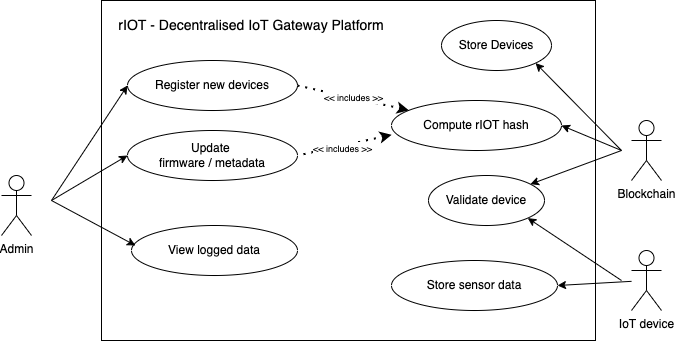 rIOT - Decentralised IoT Gateway Platform
Store Devices
Register new devices
<< includes >>
Compute rIOT hash
Update
firmware / metadata
<< includes >>
Validate device
Blockchain
Admin
View logged data
Store sensor data
IoT device